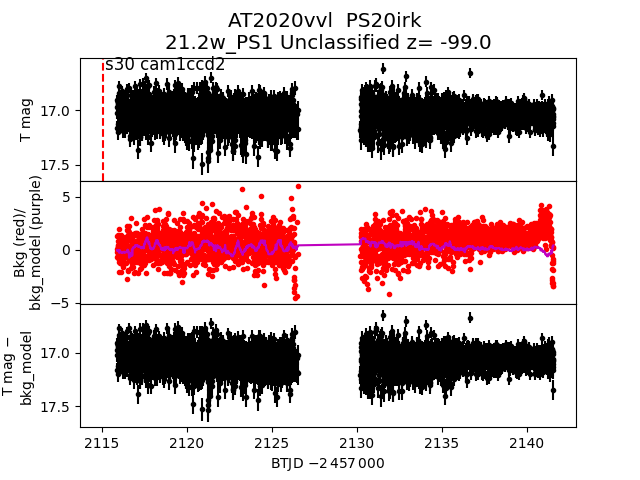 AT2020vvl  PS20irk
21.2w_PS1 Unclassified z= -99.0
s30 cam1ccd2
T mag
17.0
17.5
Bkg (red)/
bkg_model (purple)
5
0
−5
T mag −
bkg_model
17.0
17.5
2115
2120
2125
2130
2135
2140
BTJD −2 457 000